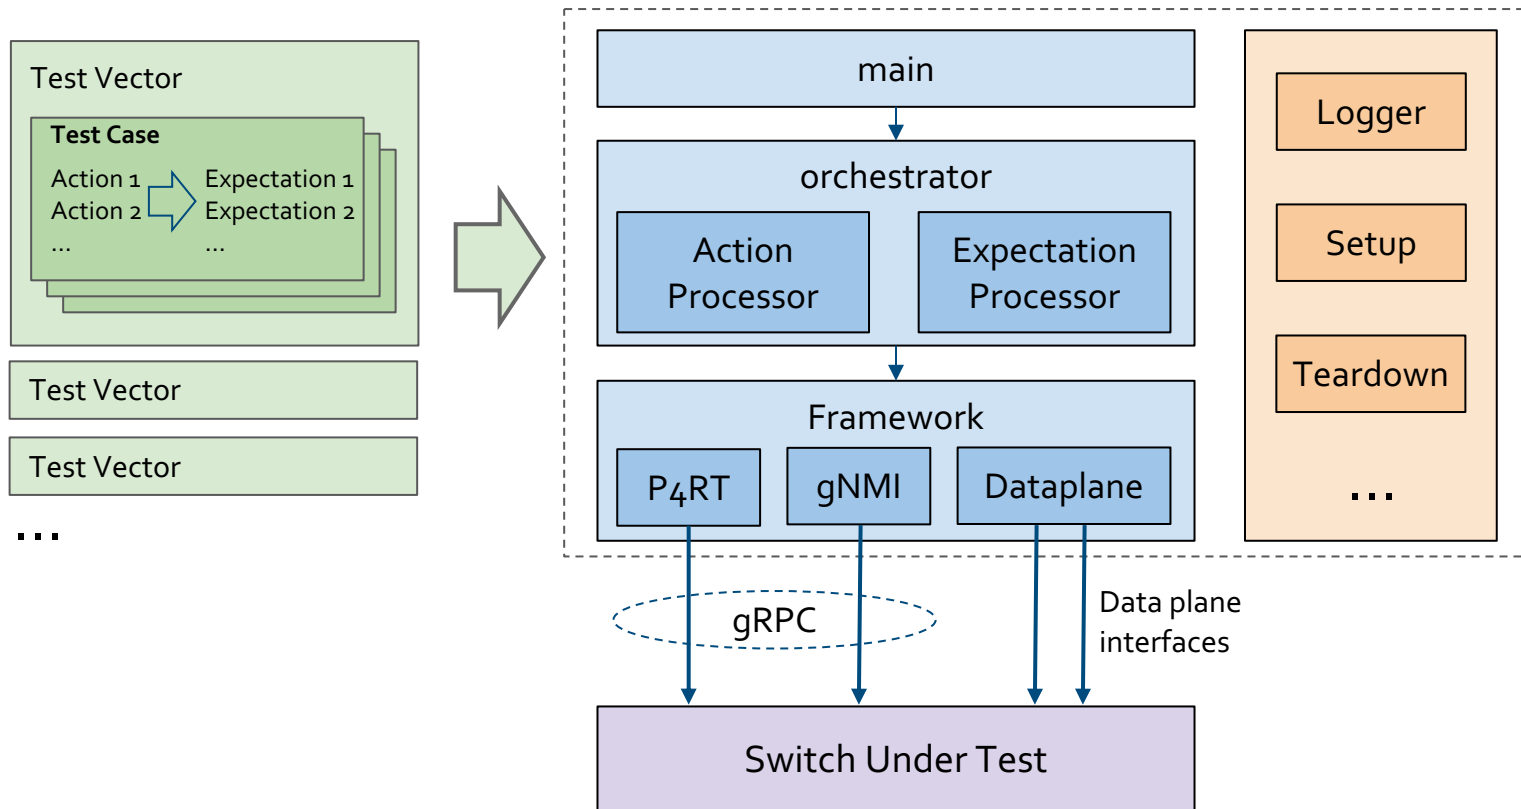 Test Vector
Test Case
Action 1
Expectation 1
Action 2
Expectation 2
...
...
Test Vector
Test Vector
...
main
orchestrator
Action
Processor
Expectation
Processor
Framework
P4RT
gNMI
Dataplane
gRPC
Data plane
interfaces
Switch Under Test
Logger
Setup
Teardown
...